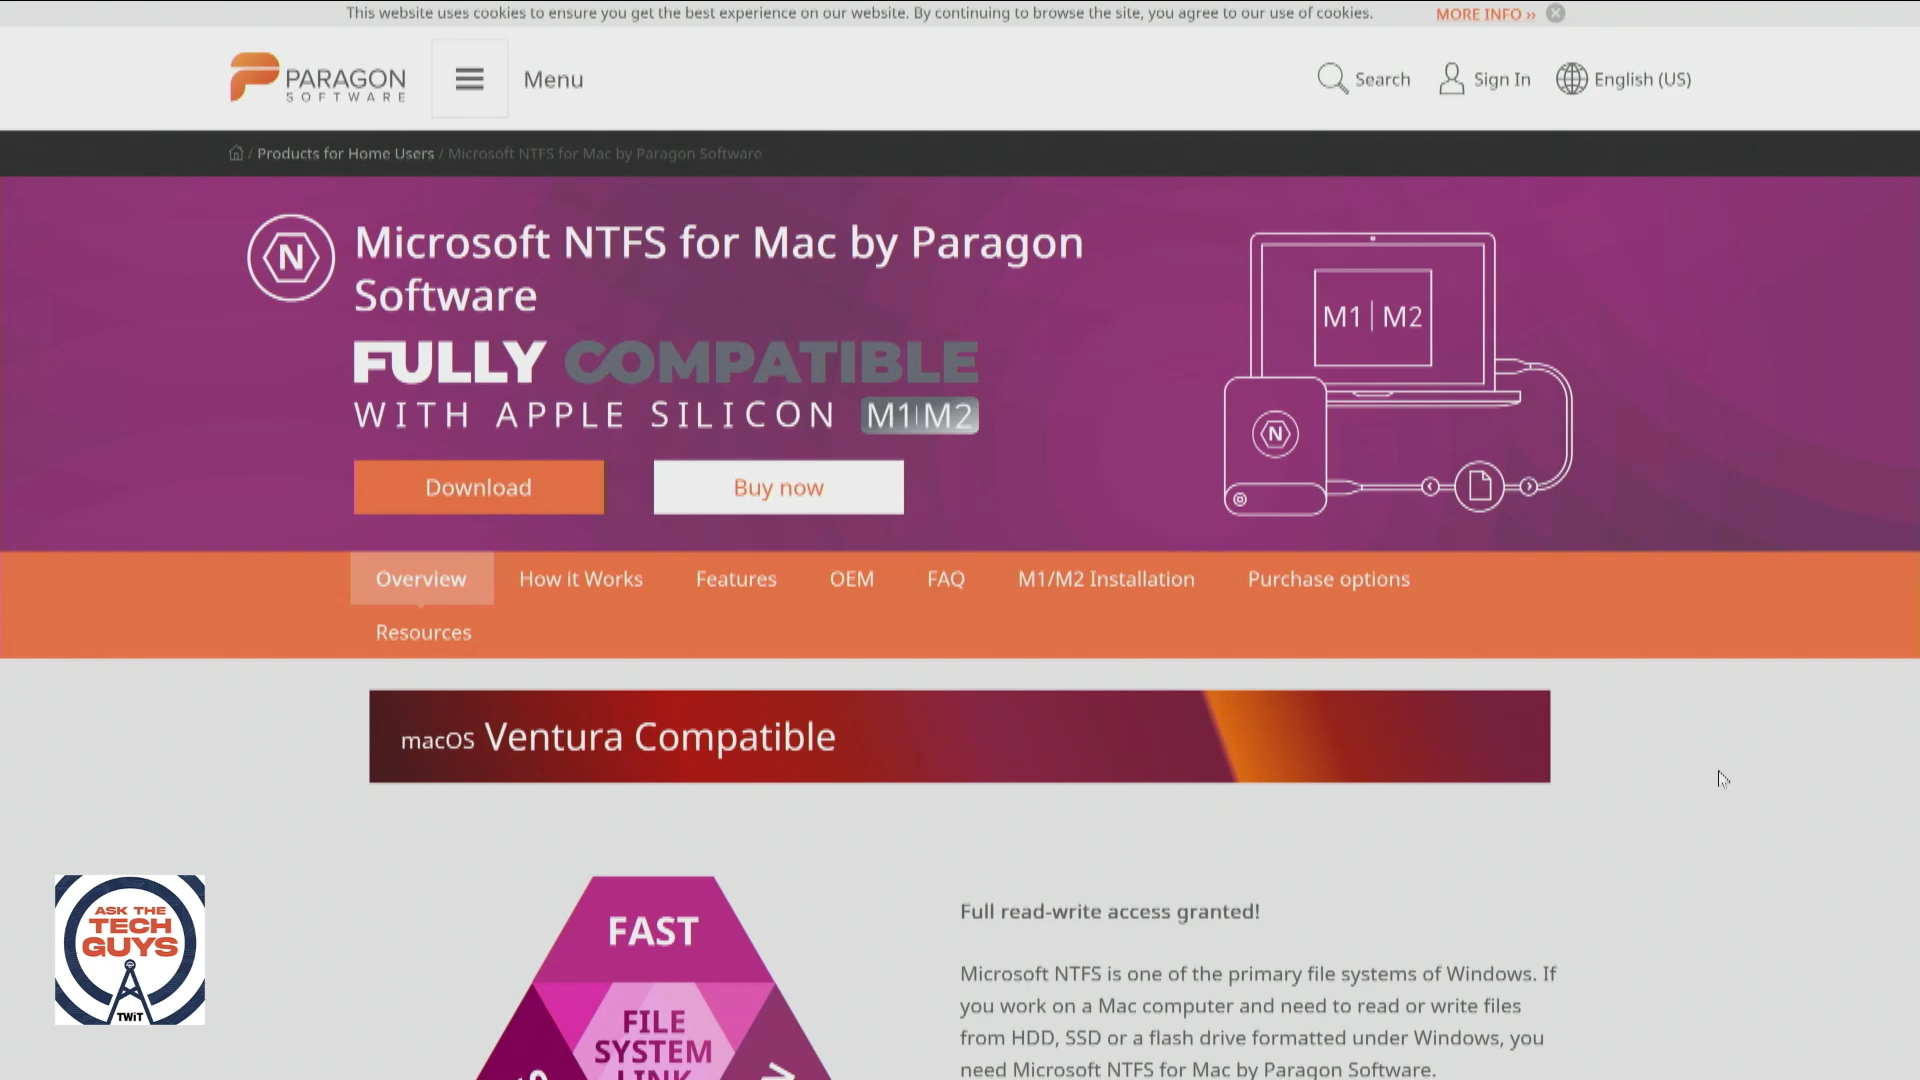 This website uses cookies to ensure you get the best experience on our website. By continuing to browse the site, you agree to our use of cookies. MORE INFO ››
PARAGON
SOFTWARE
Menu
Search
Sign In
English (US)
/ Products for Home Users / Microsoft NTFS for Mac by Paragon Software
N
Microsoft NTFS for Mac by Paragon
Software
FULLY COMPATIBLE
WITH APPLE SILICON M1|M2
M1|M2
N
Download
Buy now
Overview
How it Works
Features
OEM
FAQ
M1/M2 Installation
Purchase options
Resources
macOS Ventura Compatible
FAST
FILE
SYSTEM
LINK
Full read-write access granted!
Microsoft NTFS is one of the primary file systems of Windows. If
you work on a Mac computer and need to read or write files
from HDD, SSD or a flash drive formatted under Windows, you
need Microsoft NTFS for Mac by Paragon Software.
ASK THE
TECH
GUYS
TWiT